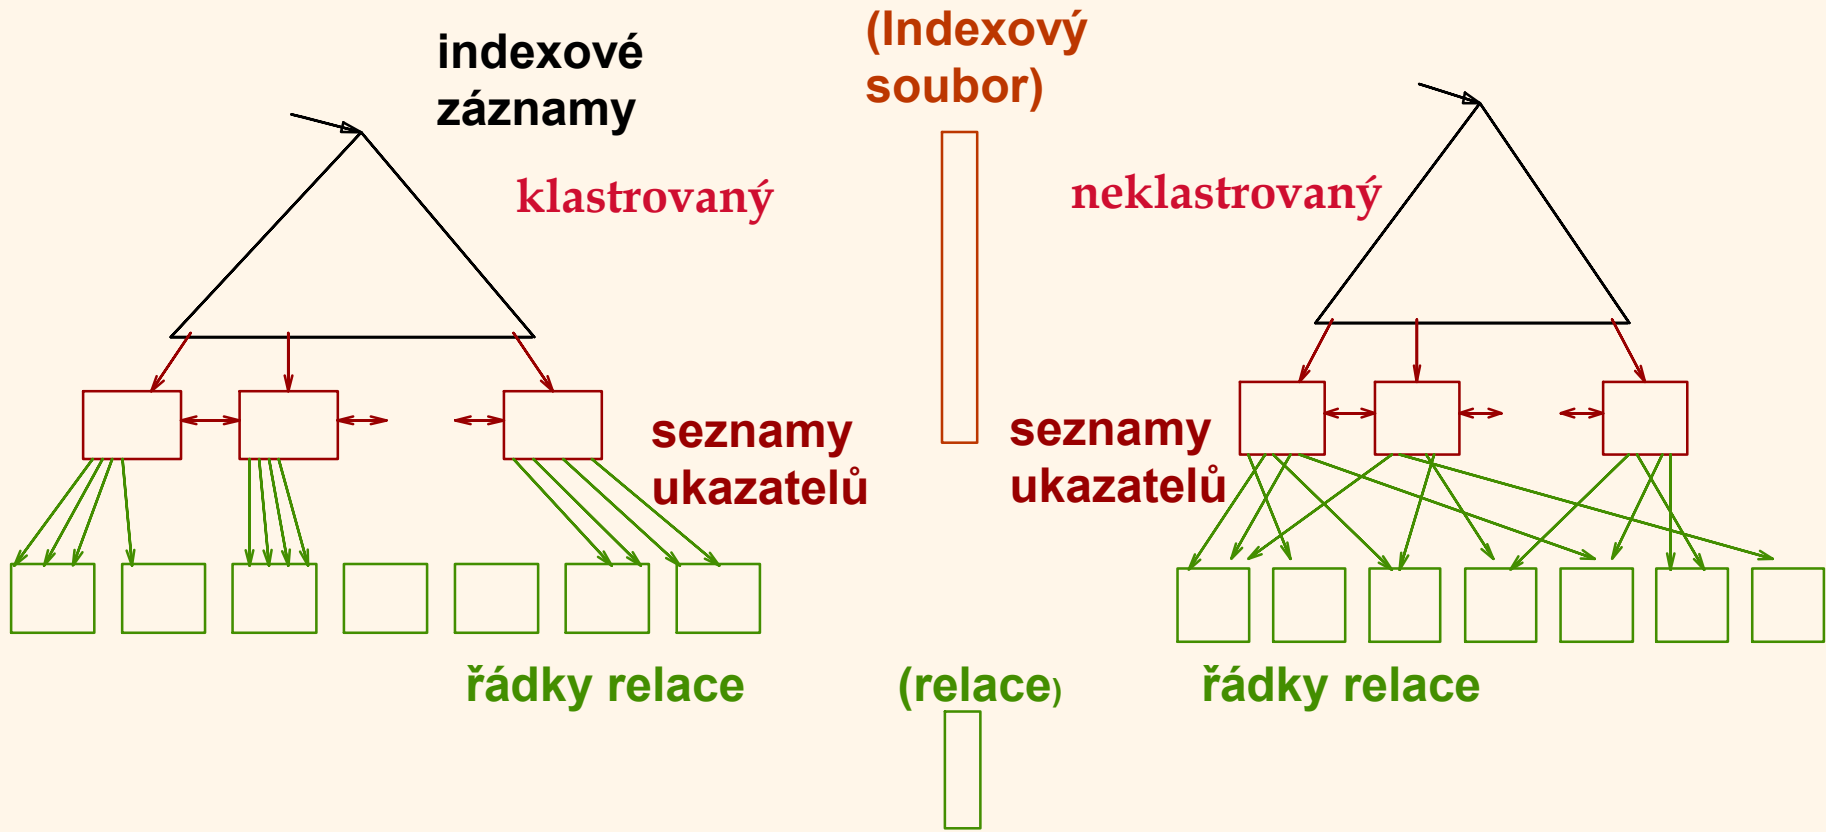 indexové
záznamy
(Indexový
soubor)
klastrovaný
neklastrovaný
seznamy
ukazatelů
seznamy
ukazatelů
řádky relace
(relace)
řádky relace